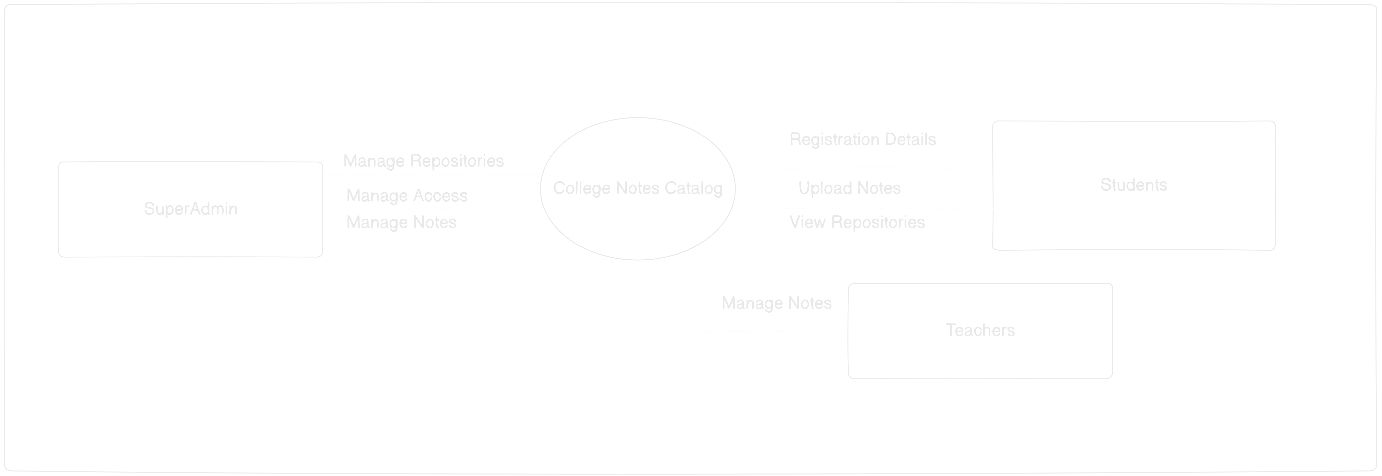 Registration Details
Manage Repositories
College Notes Catalog
Upload Notes
Students
Manage Access
SuperAdmin
Manage Notes
View Repositories
Manage Notes
Teachers